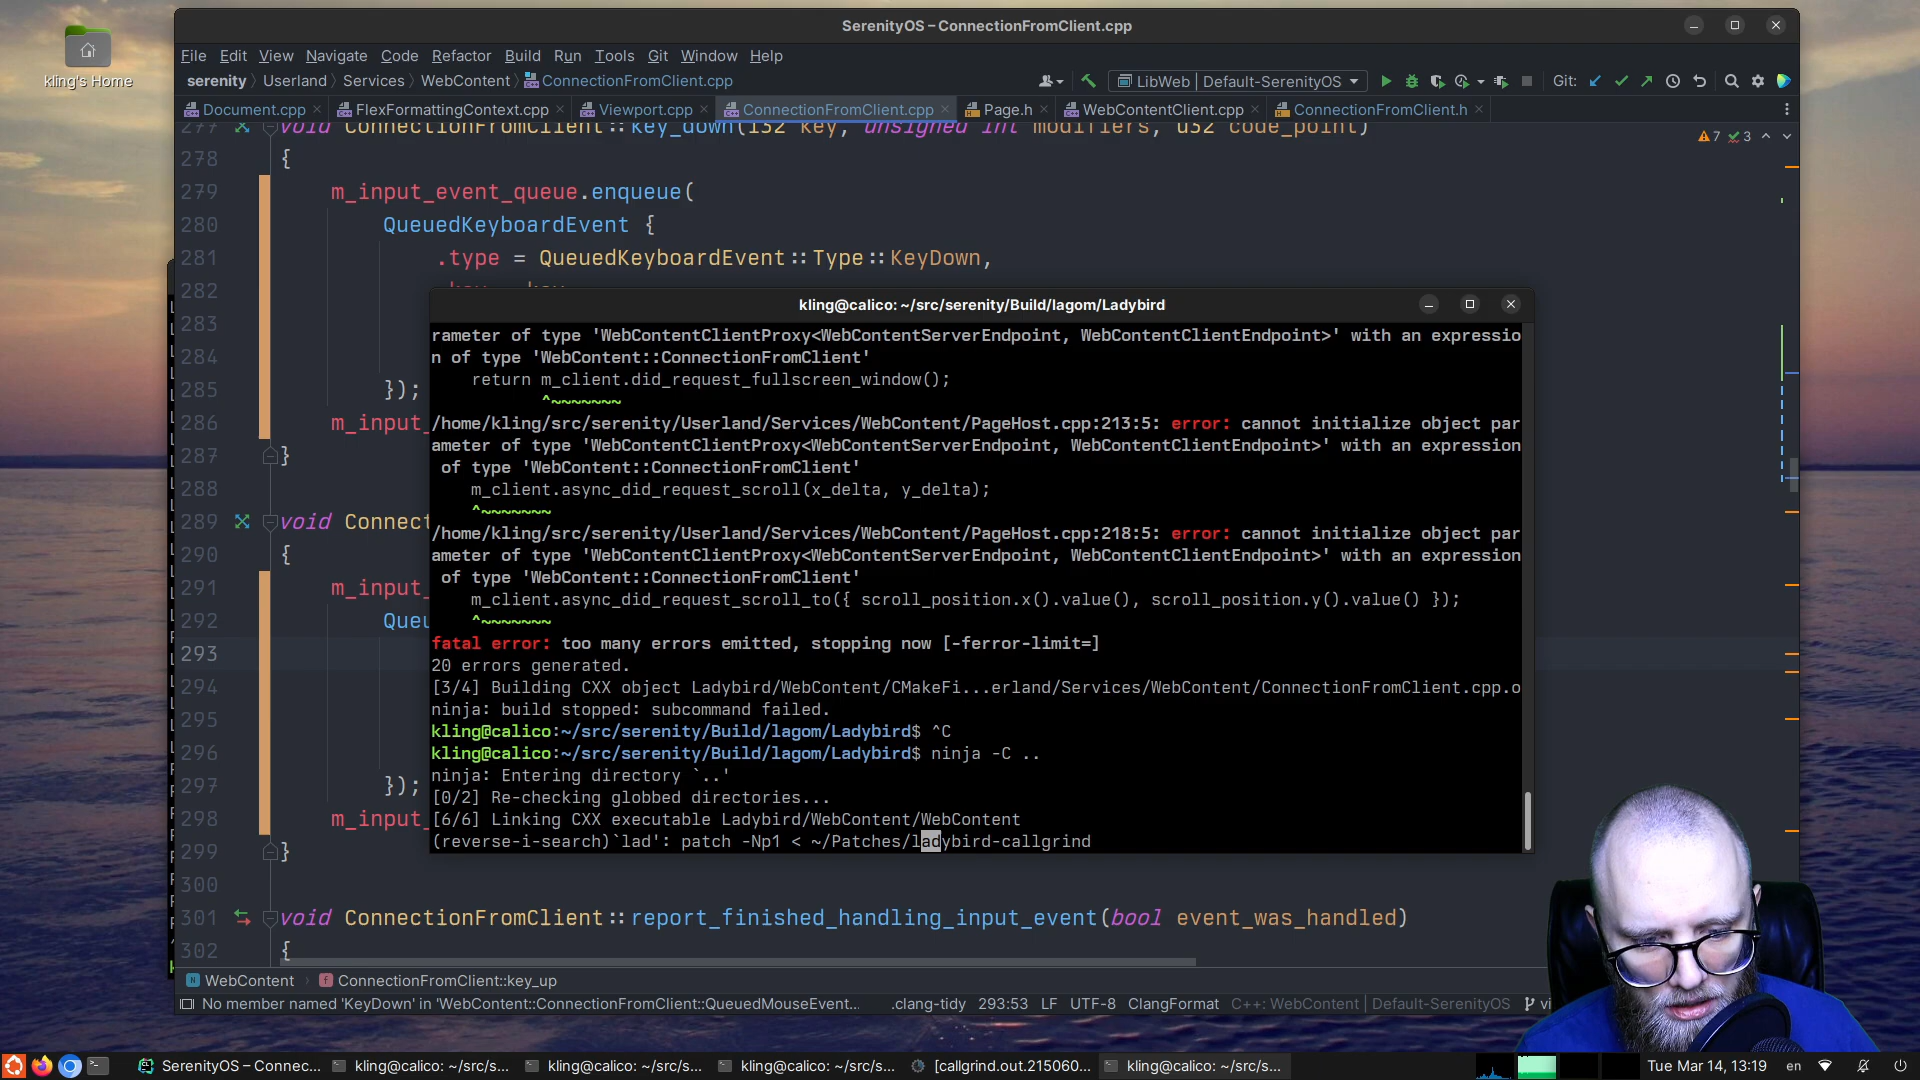 SerenityOS – ConnectionFromClient.cpp
kling's Home
File Edit View Navigate Code Refactor Build Run Tools Git Window Help
serenity Userland Services WebContent ConnectionFromClient.cpp
LibWeb | Default-SerenityOS
Git:
Document.cpp FlexFormattingContext.cpp Viewport.cpp ConnectionFromClient.cpp Page.h WebContentClient.cpp ConnectionFromClient.h
277 void ConnectionFromClient::key_down(i32 key, unsigned int modifiers, u32 code_point)
7 3
278 {
279 m_input_event_queue.enqueue(
280 QueuedKeyboardEvent {
281 .type = QueuedKeyboardEvent::Type::KeyDown,
282
283
284
285 });
286 m_input_
287 }
288
289 void Connect
290 {
291 m_input_
292 Queu
293
294
295
296
297 });
298 m_input_
299 }
300
301 void ConnectionFromClient::report_finished_handling_input_event(bool event_was_handled)
302 {
kling@calico: ~/src/serenity/Build/lagom/Ladybird
rameter of type 'WebContentClientProxy<WebContentServerEndpoint, WebContentClientEndpoint>' with an expressio
n of type 'WebContent::ConnectionFromClient'
return m_client.did_request_fullscreen_window();
^~~~~~~~
/home/kling/src/serenity/Userland/Services/WebContent/PageHost.cpp:213:5: error: cannot initialize object par
ameter of type 'WebContentClientProxy<WebContentServerEndpoint, WebContentClientEndpoint>' with an expression
of type 'WebContent::ConnectionFromClient'
m_client.async_did_request_scroll(x_delta, y_delta);
^~~~~~~~
/home/kling/src/serenity/Userland/Services/WebContent/PageHost.cpp:218:5: error: cannot initialize object par
ameter of type 'WebContentClientProxy<WebContentServerEndpoint, WebContentClientEndpoint>' with an expression
of type 'WebContent::ConnectionFromClient'
m_client.async_did_request_scroll_to({ scroll_position.x().value(), scroll_position.y().value() });
^~~~~~~~
fatal error: too many errors emitted, stopping now [-ferror-limit=]
20 errors generated.
[3/4] Building CXX object Ladybird/WebContent/CMakeFi...erland/Services/WebContent/ConnectionFromClient.cpp.o
ninja: build stopped: subcommand failed.
kling@calico:~/src/serenity/Build/lagom/Ladybird$ ^C
kling@calico:~/src/serenity/Build/lagom/Ladybird$ ninja -C ..
ninja: Entering directory `..'
[0/2] Re-checking globbed directories...
[6/6] Linking CXX executable Ladybird/WebContent/WebContent
(reverse-i-search)`lad': patch -Np1 < ~/Patches/ladybird-callgrind
WebContent ConnectionFromClient::key_up
No member named 'KeyDown' in 'WebContent::ConnectionFromClient::QueuedMouseEvent... .clang-tidy 293:53 LF UTF-8 ClangFormat C++: WebContent | Default-SerenityOS vi
SerenityOS – Connec... kling@calico: ~/src/s... kling@calico: ~/src/s... kling@calico: ~/src/s... [callgrind.out.215060... kling@calico: ~/src/s... Tue Mar 14, 13:19 en